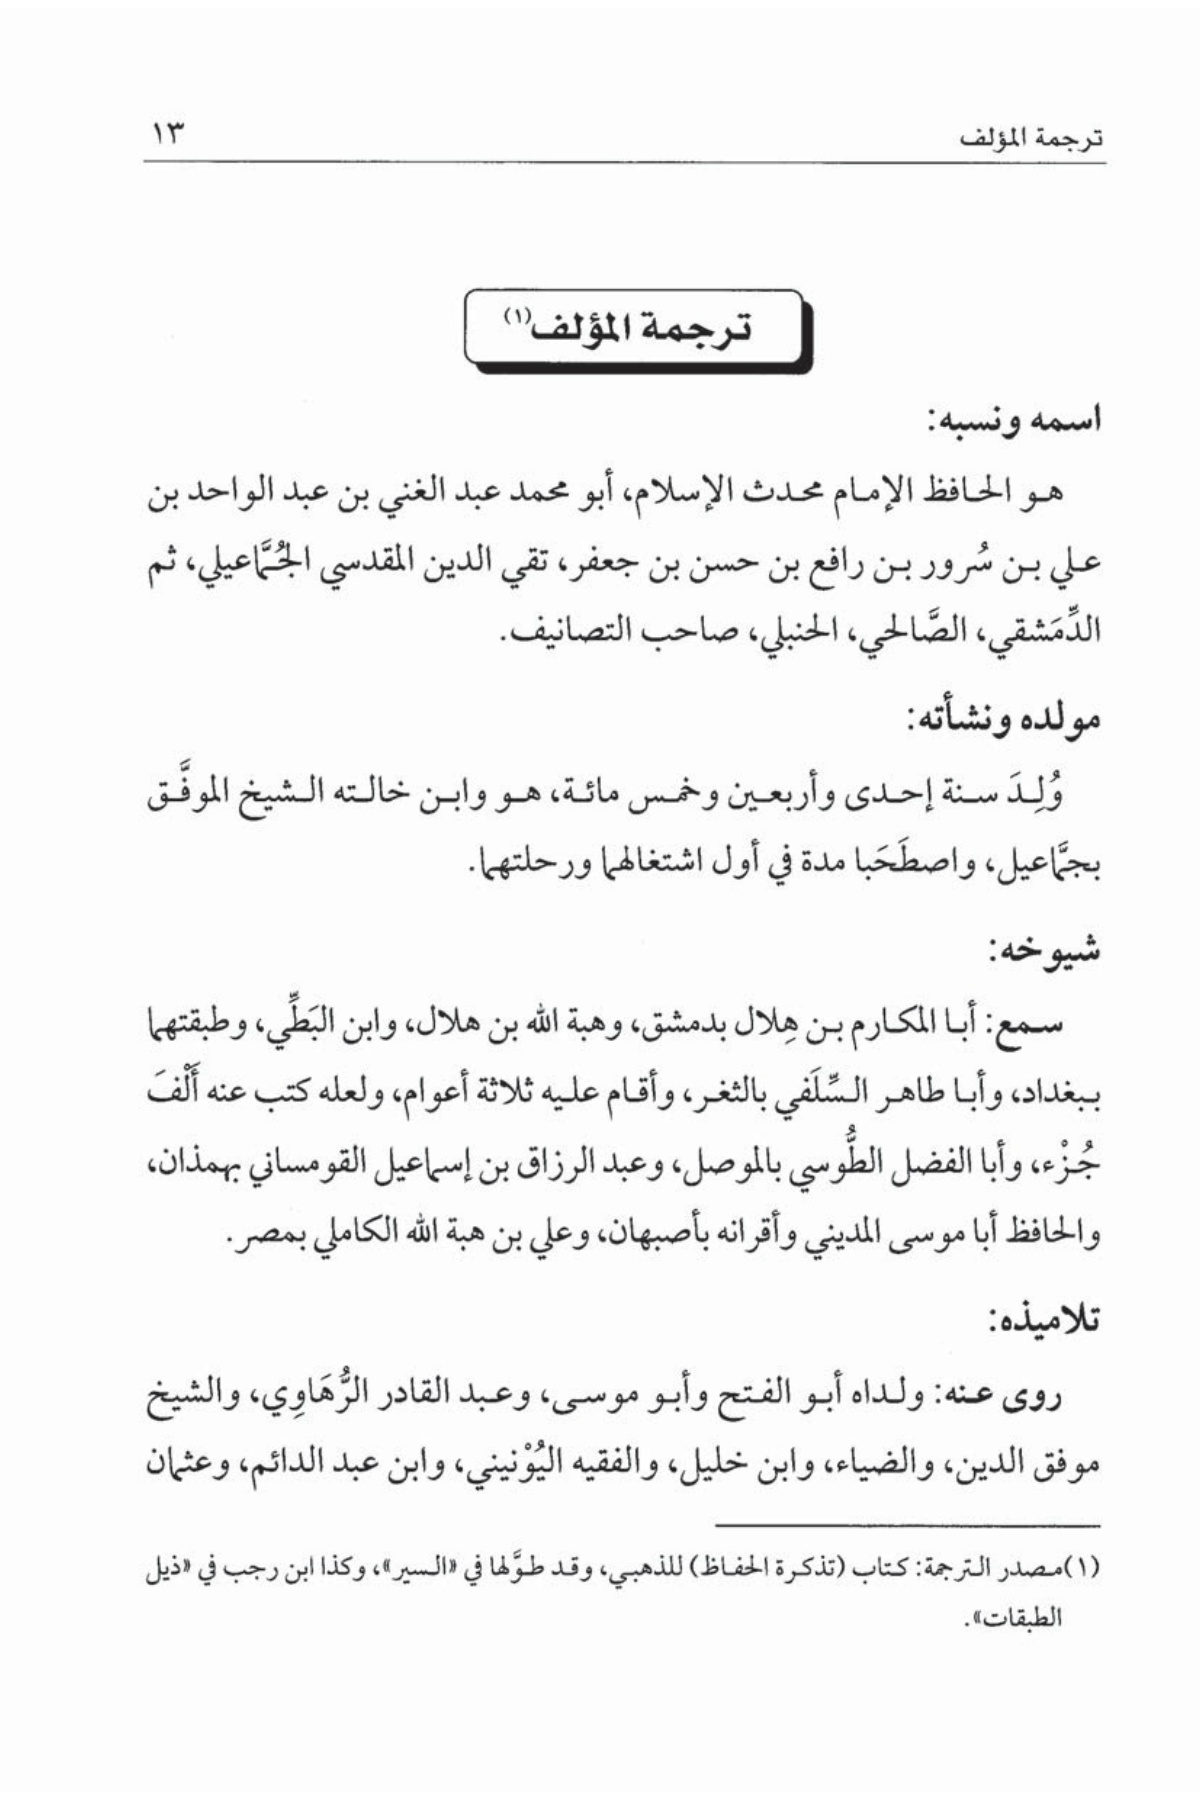 ترجمة المؤلف
١٣
ترجمة المؤلف(١)
اسمه ونسبه:
هو الحافظ الإمام محدث الإسلام، أبو محمد عبد الغني بن عبد الواحد بن
علي بن سُرور بن رافع بن حسن بن جعفر، تقي الدين المقدسي الجُمَّاعيلي، ثم
الدِّمَشقي، الصَّالحي، الحنبلي، صاحب التصانيف.
مولده ونشأته:
وُلِدَ سنة إحدى وأربعين وخمس مائة، هو وابن خالته الشيخ الموفَّق
بجمَّاعيل، واصطَحَبا مدة في أول اشتغالهما ورحلتهما.
شيوخه:
سمع: أبا المكارم بن هِلال بدمشق، وهبة الله بن هلال، وابن البَطِّي، وطبقتهما
ببغداد، وأبا طاهر السِّلَفي بالثغر، وأقام عليه ثلاثة أعوام، ولعله كتب عنه أَلْفَ
جُزْء، وأبا الفضل الطُّوسي بالموصل، وعبد الرزاق بن إسماعيل القومساني بهمذان،
والحافظ أبا موسى المديني وأقرانه بأصبهان، وعلي بن هبة الله الكاملي بمصر.
تلاميذه:
روى عنه: ولداه أبو الفتح وأبو موسى، وعبد القادر الرُّهَاوِي، والشيخ
موفق الدين، والضياء، وابن خليل، والفقيه اليُوْنيني، وابن عبد الدائم، وعثمان
(١) مصدر الترجمة: كتاب (تذكرة الحفاظ) للذهبي، وقد طوَّلها في «السير»، وكذا ابن رجب في «ذيل
الطبقات».